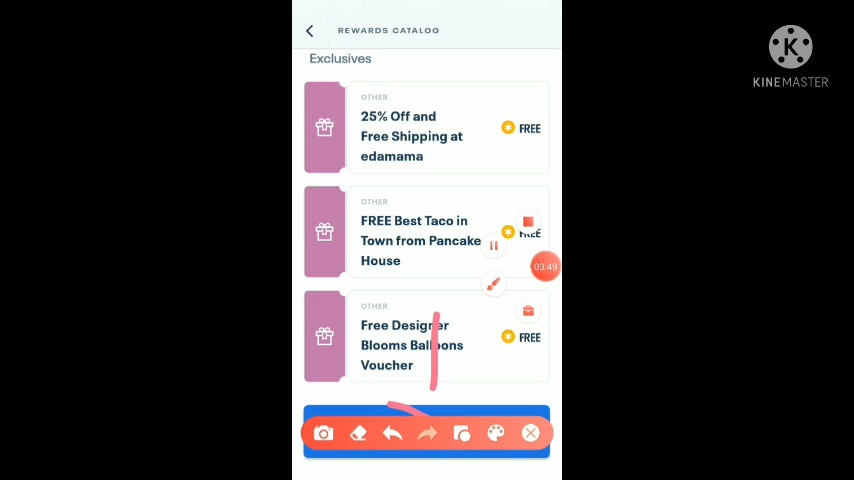 REWARDS CATALOG
K
KINEMASTER
Exclusives
OTHER
25% Off and
Free Shipping at
edamama
FREE
OTHER
FREE Best Taco in
Town from Pancake
House
FREE
03:49
OTHER
Free Designer
Blooms Balloons
Voucher
FREE